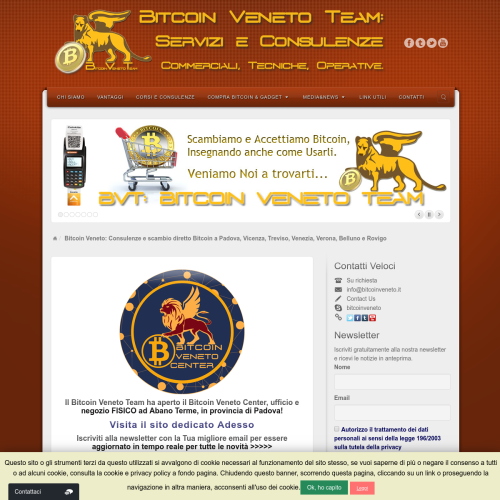 Bitcoin Veneto Team:
Servizi e Consulenze
Commerciali, Tecniche, Operative.
BitcoinVenetoTeam
CHI SIAMO
VANTAGGI
CORSI E CONSULENZE
COMPRA BITCOIN & GADGET
MEDIA&NEWS
LINK UTILI
CONTATTI
Scambiamo e Accettiamo Bitcoin,
Insegnando anche come Usarli.
Veniamo Noi a trovarti...
BVT: BITCOIN VENETO TEAM
Bitcoin Veneto: Consulenze e scambio diretto Bitcoin a Padova, Vicenza, Treviso, Venezia, Verona, Belluno e Rovigo
BITCOIN
VENETO
CENTER
Il Bitcoin Veneto Team ha aperto il Bitcoin Veneto Center, ufficio e
negozio FISICO ad Abano Terme, in provincia di Padova!
Visita il sito dedicato Adesso
Iscriviti alla newsletter con la Tua migliore email per essere
aggiornato in tempo reale per tutte le novità >>>>>
Contatti Veloci
Su richiesta
info@bitcoinveneto.it
Contact Us
bitcoinveneto
Newsletter
Iscriviti gratuitamente alla nostra newsletter
e ricevi le notizie in anteprima.
Nome
Email
Autorizzo il trattamento dei dati
personali ai sensi della legge 196/2003
sulla tutela della privacy
Questo sito o gli strumenti terzi da questo utilizzati si avvalgono di cookie necessari al funzionamento del sito stesso, se vuoi saperne di più o negare il consenso a tutti
o ad alcuni cookie, consulta la cookie e privacy policy a fondo pagina. Chiudendo questo banner, scorrendo questa pagina, cliccando su un link o proseguendo la
navigazione in altra maniera, acconsenti all'uso dei cookie.
Ok, ho capito
Contattaci